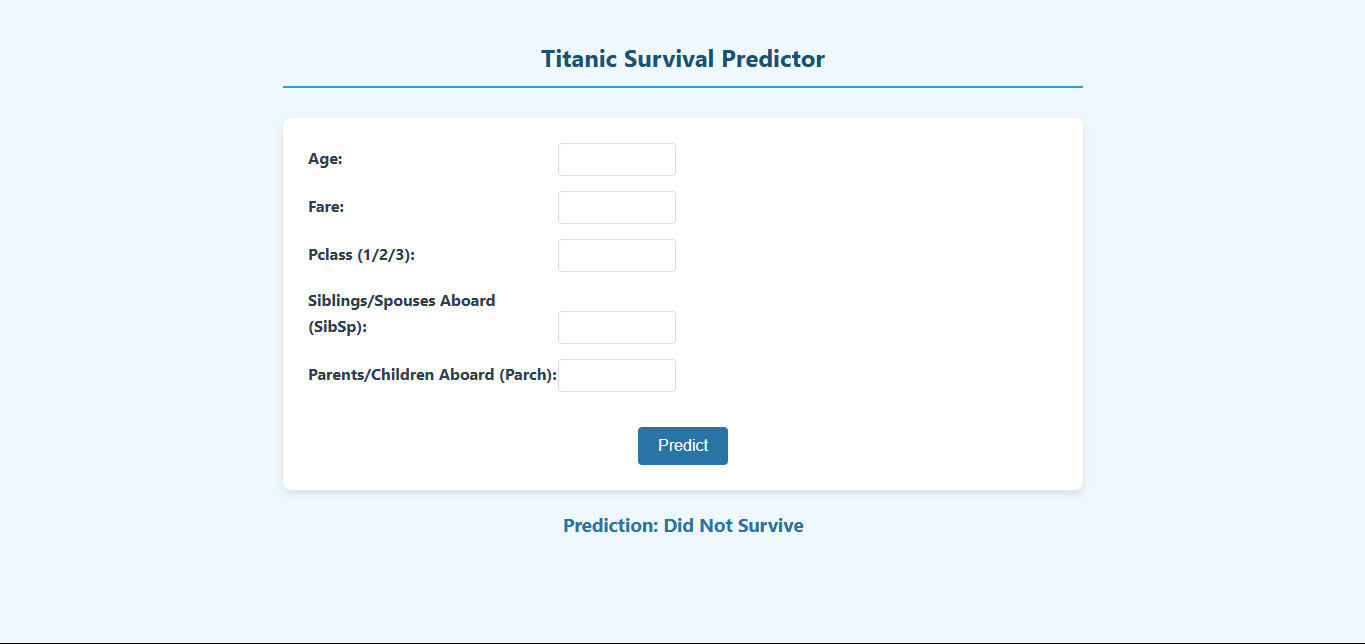 Titanic Survival Predictor
Age:
Fare:
Pclass (1/2/3):
Siblings/Spouses Aboard
(SibSp):
Parents/Children Aboard (Parch):
Predict
Prediction: Did Not Survive